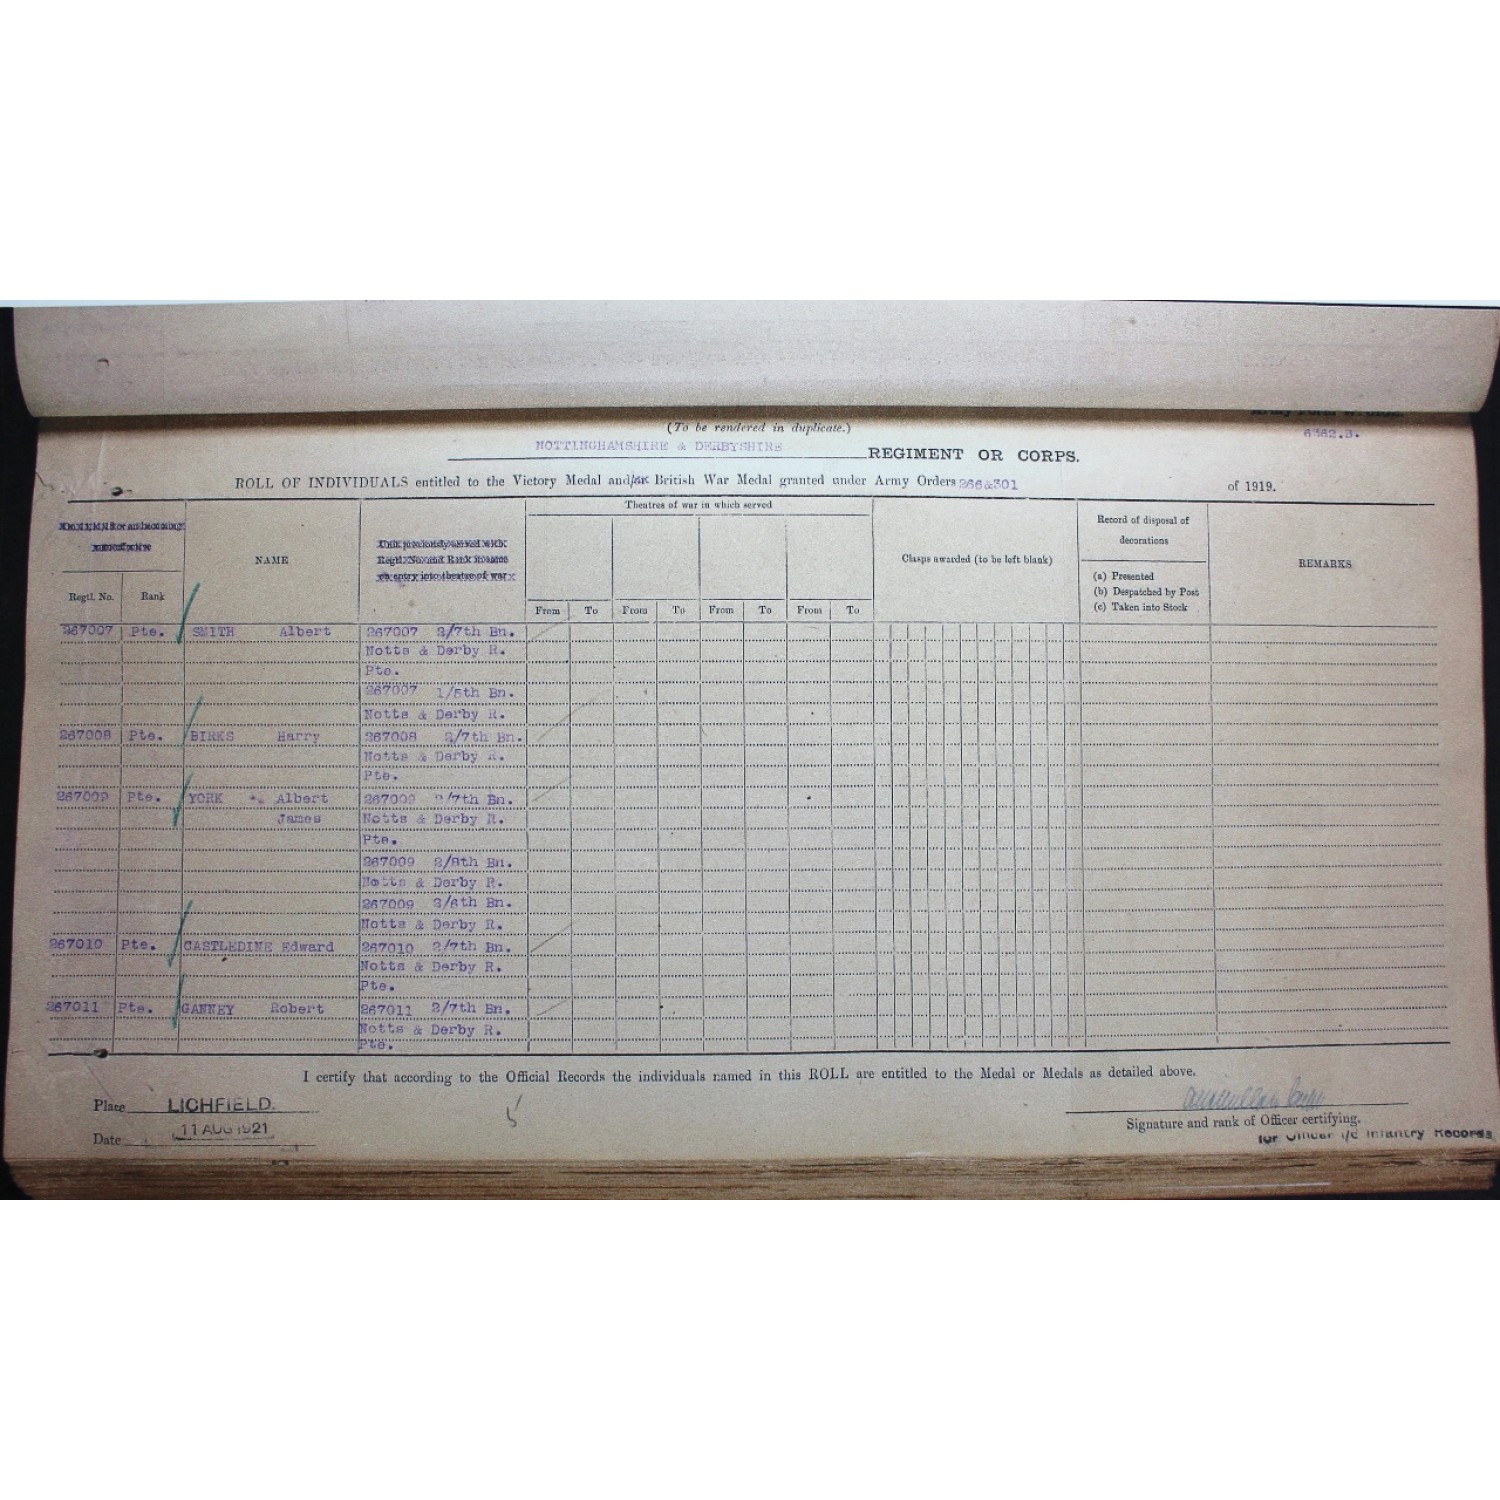 (To be rendered in duplicate.)
6362.3.
NOTTINGHAMSHIRE & DERBYSHIRE REGIMENT OR CORPS.
ROLL OF INDIVIDUALS entitled to the Victory Medal and/ British War Medal granted under Army Orders 266&301 of 1919.
Theatres of war in which served
NAME
Clasps awarded (to be left blank)
Record of disposal of
decorations
(a) Presented
(b) Despatched by Post
(c) Taken into Stock
REMARKS
Regtl. No. Rank
From To From To From To From To
267007 Pte. SMITH Albert 267007 2/7th Bn.
Notts & Derby R.
Pte.
267007 1/5th Bn.
Notts & Derby R.
267008 Pte. BIRKS Harry 267008 2/7th Bn.
Notts & Derby R.
Pte.
267009 Pte. YORK Albert 267009 2/7th Bn.
James Notts & Derby R.
Pte.
267009 2/8th Bn.
Notts & Derby R.
267009 2/6th Bn.
Notts & Derby R.
267010 Pte. CASTLEDINE Edward 267010 2/7th Bn.
Notts & Derby R.
Pte.
267011 Pte. GANNEY Robert 267011 2/7th Bn.
Notts & Derby R.
Pte.
I certify that according to the Official Records the individuals named in this ROLL are entitled to the Medal or Medals as detailed above.
Place LICHFIELD.
Date 11 AUG 1921
5
Signature and rank of Officer certifying.
for Officer i/c Infantry Records